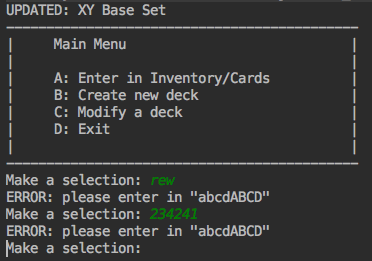 UPDATED: XY Base Set
Main Menu
A: Enter in Inventory/Cards
B: Create new deck
C: Modify a deck
D: Exit
Make a selection: rew
ERROR: please enter in "abcdABCD"
Make a selection: 234241
ERROR: please enter in "abcdABCD"
Make a selection: